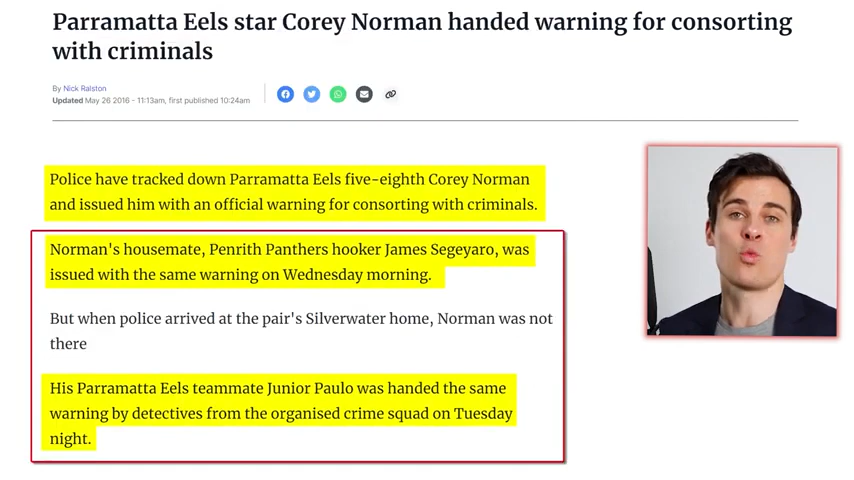 Parramatta Eels star Corey Norman handed warning for consorting
with criminals
By Nick Ralston
Updated May 26 2016 - 11:13am, first published 10:24am
Police have tracked down Parramatta Eels five-eighth Corey Norman
and issued him with an official warning for consorting with criminals.
Norman's housemate, Penrith Panthers hooker James Segeyaro, was
issued with the same warning on Wednesday morning.
But when police arrived at the pair's Silverwater home, Norman was not
there
His Parramatta Eels teammate Junior Paulo was handed the same
warning by detectives from the organised crime squad on Tuesday
night.